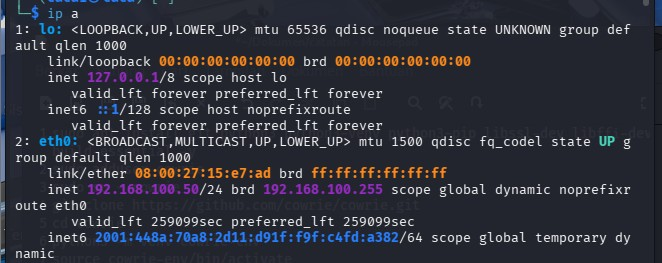 └─$ ip a
1: lo: <LOOPBACK,UP,LOWER_UP> mtu 65536 qdisc noqueue state UNKNOWN group def
ault qlen 1000
    link/loopback 00:00:00:00:00:00 brd 00:00:00:00:00:00
    inet 127.0.0.1/8 scope host lo
       valid_lft forever preferred_lft forever
    inet6 ::1/128 scope host noprefixroute
       valid_lft forever preferred_lft forever
2: eth0: <BROADCAST,MULTICAST,UP,LOWER_UP> mtu 1500 qdisc fq_codel state UP g
roup default qlen 1000
    link/ether 08:00:27:15:e7:ad brd ff:ff:ff:ff:ff:ff
    inet 192.168.100.50/24 brd 192.168.100.255 scope global dynamic noprefixr
oute eth0
       valid_lft 259099sec preferred_lft 259099sec
    inet6 2001:448a:70a8:2d11:d91f:f9f:c4fd:a382/64 scope global temporary dy
namic